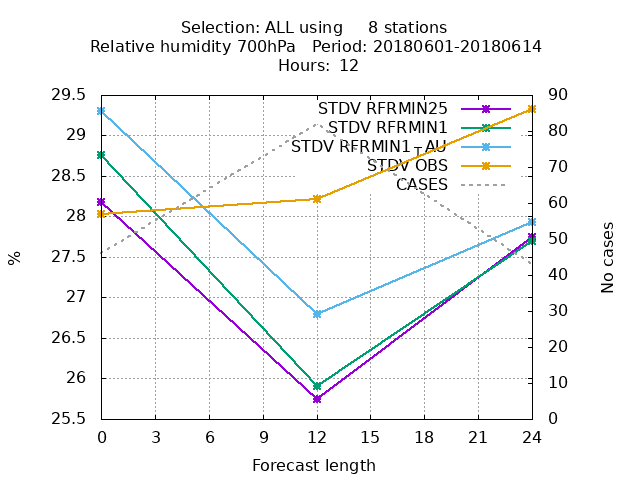 Selection: ALL using     8 stations
Relative humidity 700hPa   Period: 20180601-20180614
Hours: 12
29.5
29
28.5
28
27.5
27
26.5
26
25.5
%
90
80
70
60
50
40
30
20
10
0
No cases
STDV RFRMIN25
STDV RFRMIN1
STDV RFRMIN1_AU
STDV OBS
CASES
0 3 6 9 12 15 18 21 24
Forecast length